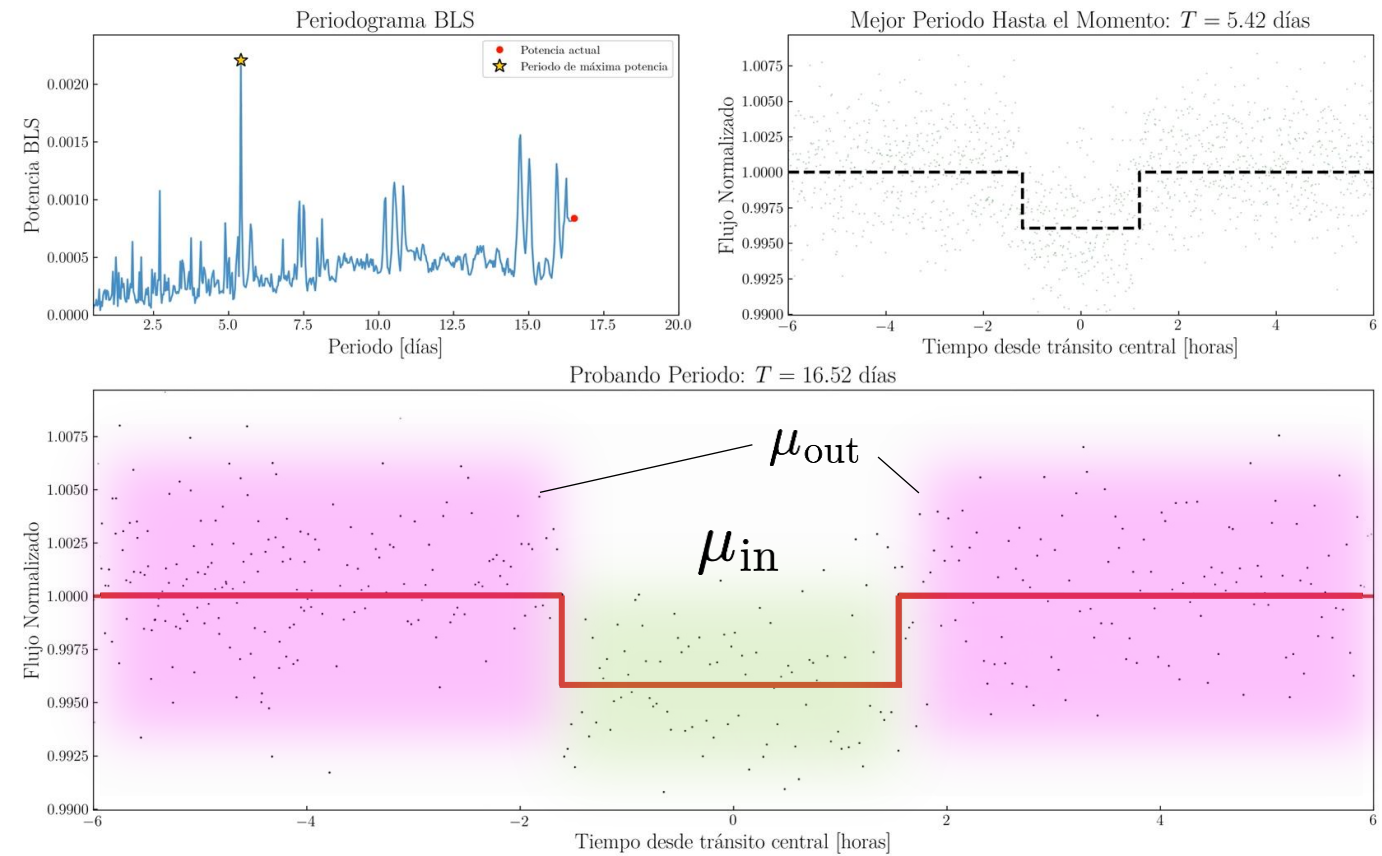 Periodograma BLS
Potencia actual
Periodo de máxima potencia
0.0020
0.0015
0.0010
0.0005
0.0000
Potencia BLS
2.5 5.0 7.5 10.0 12.5 15.0 17.5 20.0
Periodo [días]
Mejor Periodo Hasta el Momento: T = 5.42 días
1.0075
1.0050
1.0025
1.0000
0.9975
0.9950
0.9925
0.9900
Flujo Normalizado
−6 −4 −2 0 2 4 6
Tiempo desde tránsito central [horas]
Probando Periodo: T = 16.52 días
μout
μin
1.0075
1.0050
1.0025
1.0000
0.9975
0.9950
0.9925
0.9900
Flujo Normalizado
−6 −4 −2 0 2 4 6
Tiempo desde tránsito central [horas]